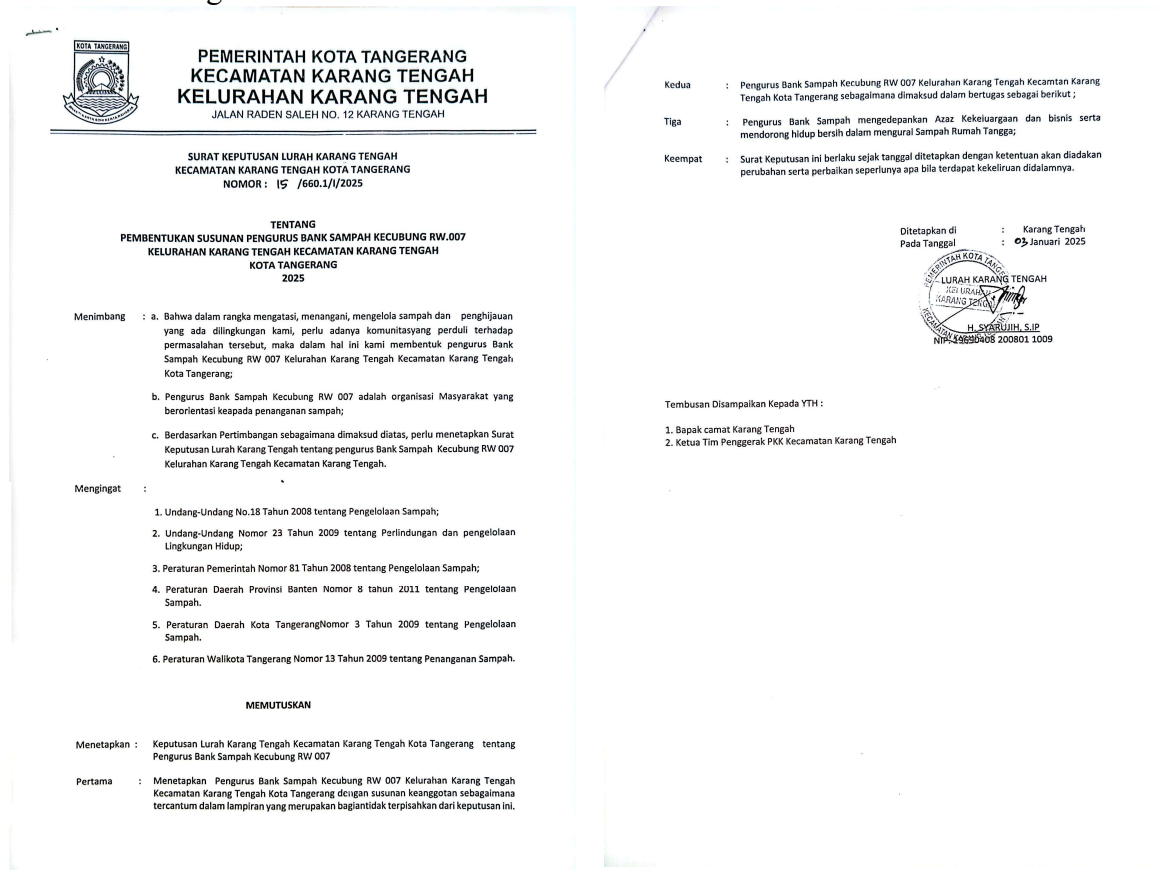 KOTA TANGERANG
PEMERINTAH KOTA TANGERANG
KECAMATAN KARANG TENGAH
KELURAHAN KARANG TENGAH
JALAN RADEN SALEH NO. 12 KARANG TENGAH
SURAT KEPUTUSAN LURAH KARANG TENGAH
KECAMATAN KARANG TENGAH KOTA TANGERANG
NOMOR : 15 /660.1/I/2025
TENTANG
PEMBENTUKAN SUSUNAN PENGURUS BANK SAMPAH KECUBUNG RW.007
KELURAHAN KARANG TENGAH KECAMATAN KARANG TENGAH
KOTA TANGERANG
2025
Menimbang : a. Bahwa dalam rangka mengatasi, menangani, mengelola sampah dan penghijauan
yang ada dilingkungan kami, perlu adanya komunitasyang perduli terhadap
permasalahan tersebut, maka dalam hal ini kami membentuk pengurus Bank
Sampah Kecubung RW 007 Kelurahan Karang Tengah Kecamatan Karang Tengah
Kota Tangerang;
b. Pengurus Bank Sampah Kecubung RW 007 adalah organisasi Masyarakat yang
berorientasi keapada penanganan sampah;
c. Berdasarkan Pertimbangan sebagaimana dimaksud diatas, perlu menetapkan Surat
Keputusan Lurah Karang Tengah tentang pengurus Bank Sampah Kecubung RW 007
Kelurahan Karang Tengah Kecamatan Karang Tengah.
Mengingat :
1. Undang-Undang No.18 Tahun 2008 tentang Pengelolaan Sampah;
2. Undang-Undang Nomor 23 Tahun 2009 tentang Perlindungan dan pengelolaan
Lingkungan Hidup;
3. Peraturan Pemerintah Nomor 81 Tahun 2008 tentang Pengelolaan Sampah;
4. Peraturan Daerah Provinsi Banten Nomor 8 tahun 2011 tentang Pengelolaan
Sampah.
5. Peraturan Daerah Kota TangerangNomor 3 Tahun 2009 tentang Pengelolaan
Sampah.
6. Peraturan Walikota Tangerang Nomor 13 Tahun 2009 tentang Penanganan Sampah.
MEMUTUSKAN
Menetapkan : Keputusan Lurah Karang Tengah Kecamatan Karang Tengah Kota Tangerang tentang
Pengurus Bank Sampah Kecubung RW 007
Pertama : Menetapkan Pengurus Bank Sampah Kecubung RW 007 Kelurahan Karang Tengah
Kecamatan Karang Tengah Kota Tangerang dengan susunan keanggotan sebagaimana
tercantum dalam lampiran yang merupakan bagiantidak terpisahkan dari keputusan ini.
Kedua : Pengurus Bank Sampah Kecubung RW 007 Kelurahan Karang Tengah Kecamtan Karang
Tengah Kota Tangerang sebagaimana dimaksud dalam bertugas sebagai berikut ;
Tiga : Pengurus Bank Sampah mengedepankan Azaz Kekeluargaan dan bisnis serta
mendorong hidup bersih dalam mengurai Sampah Rumah Tangga;
Keempat : Surat Keputusan ini berlaku sejak tanggal ditetapkan dengan ketentuan akan diadakan
perubahan serta perbaikan seperlunya apa bila terdapat kekeliruan didalamnya.
Ditetapkan di : Karang Tengah
Pada Tanggal : 03 Januari 2025
PEMERINTAH KOTA TANGERANG
LURAH KARANG TENGAH
KELURAHAN
KARANG TENGAH
H. SYARUJIH, S.IP
NIP. 19690408 200801 1009
Tembusan Disampaikan Kepada YTH :
1. Bapak camat Karang Tengah
2. Ketua Tim Penggerak PKK Kecamatan Karang Tengah